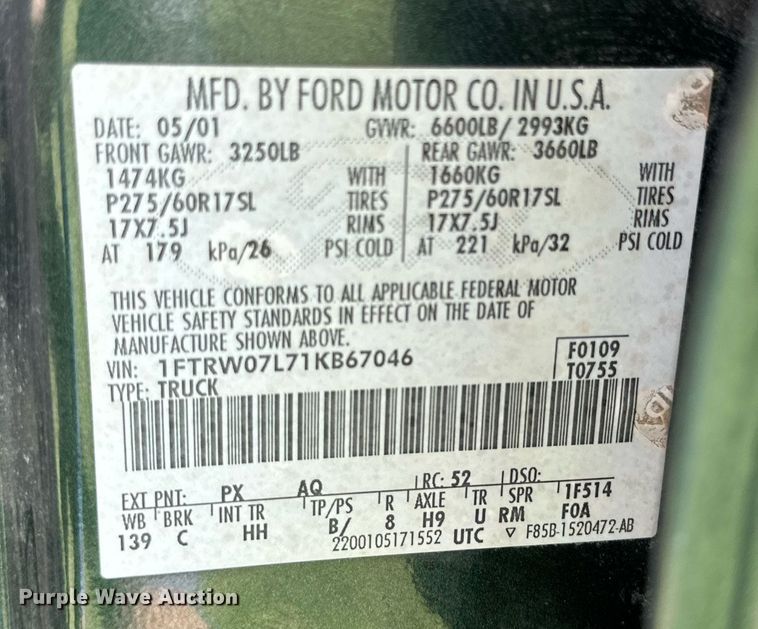 MFD. BY FORD MOTOR CO. IN U.S.A.
DATE: 05/01 GVWR: 6600LB/ 2993KG
FRONT GAWR: 3250LB REAR GAWR: 3660LB
1474KG WITH 1660KG WITH
P275/60R17SL TIRES P275/60R17SL TIRES
17X7.5J RIMS 17X7.5J RIMS
AT 179 kPa/26 PSI COLD AT 221 kPa/32 PSI COLD
THIS VEHICLE CONFORMS TO ALL APPLICABLE FEDERAL MOTOR
VEHICLE SAFETY STANDARDS IN EFFECT ON THE DATE OF
MANUFACTURE SHOWN ABOVE.
VIN: 1FTRW07L71KB67046 F0109
TYPE: TRUCK T0755
EXT PNT: PX AQ RC: 52 DSO:
WB BRK INT TR TP/PS R AXLE TR SPR 1F514
139 C HH B/ 8 H9 U RM FOA
2200105171552 UTC ▽ F85B-1520472-AB
Purple Wave Auction